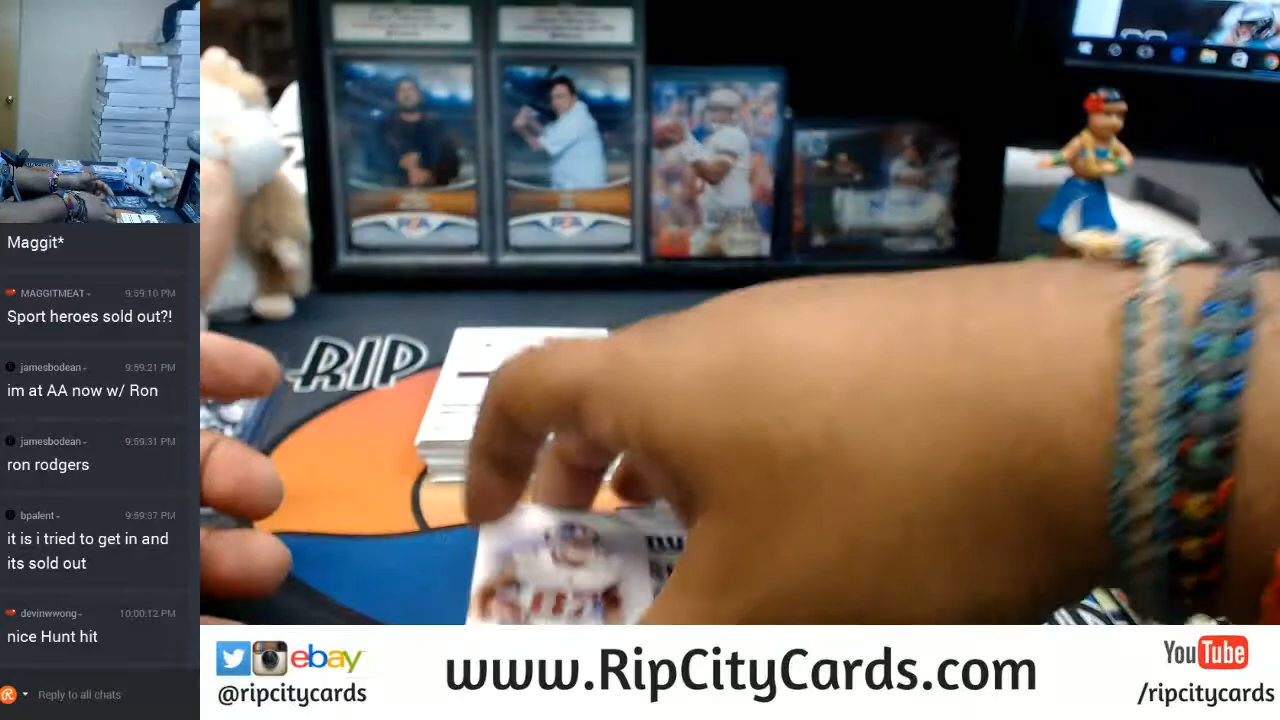 Maggit*
MAGGITMEAT 9:59:10 PM
Sport heroes sold out?!
jamesbodean 9:59:21 PM
im at AA now w/ Ron
jamesbodean 9:59:31 PM
ron rodgers
bpalent 9:59:37 PM
it is i tried to get in and
its sold out
devinwwong 10:00:12 PM
nice Hunt hit
Reply to all chats
RIP
ebay
@ripcitycards
www.RipCityCards.com
YouTube
/ripcitycards